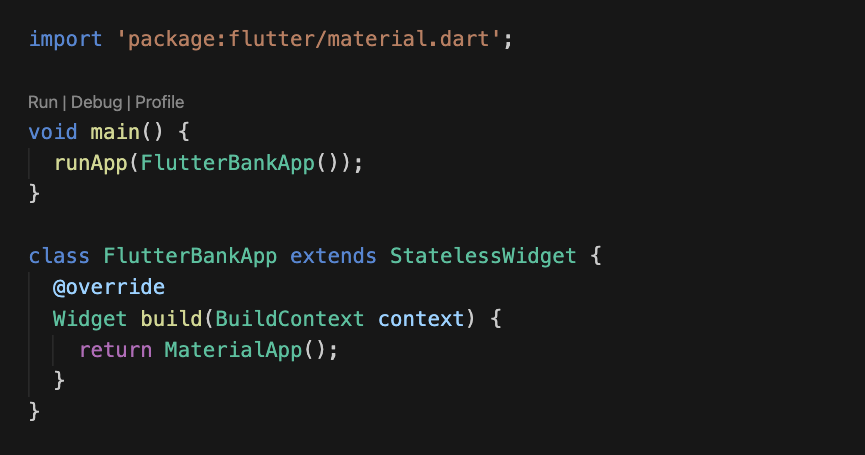 import 'package:flutter/material.dart';
Run | Debug | Profile
void main() {
  runApp(FlutterBankApp());
}
class FlutterBankApp extends StatelessWidget {
  @override
  Widget build(BuildContext context) {
    return MaterialApp();
  }
}